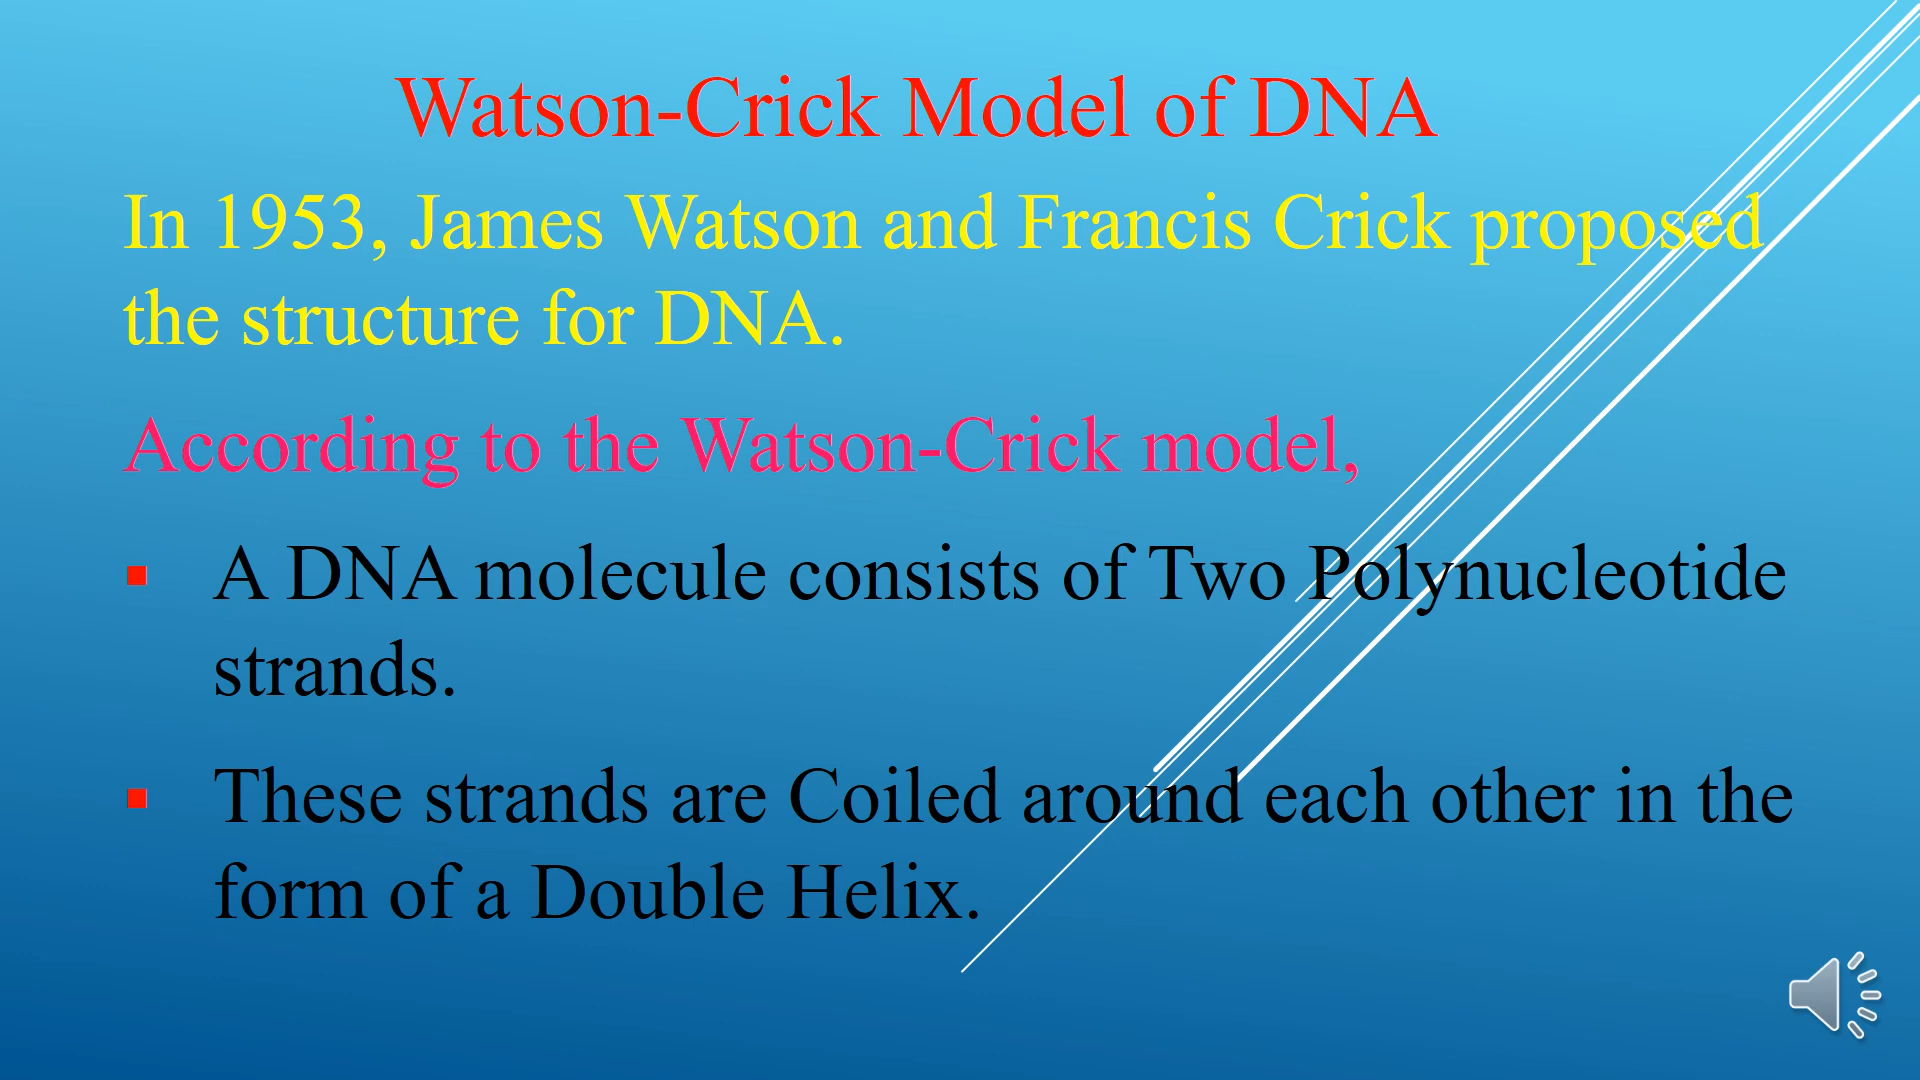 Watson-Crick Model of DNA
In 1953, James Watson and Francis Crick proposed
the structure for DNA.
According to the Watson-Crick model,
▪ A DNA molecule consists of Two Polynucleotide
strands.
▪ These strands are Coiled around each other in the
form of a Double Helix.